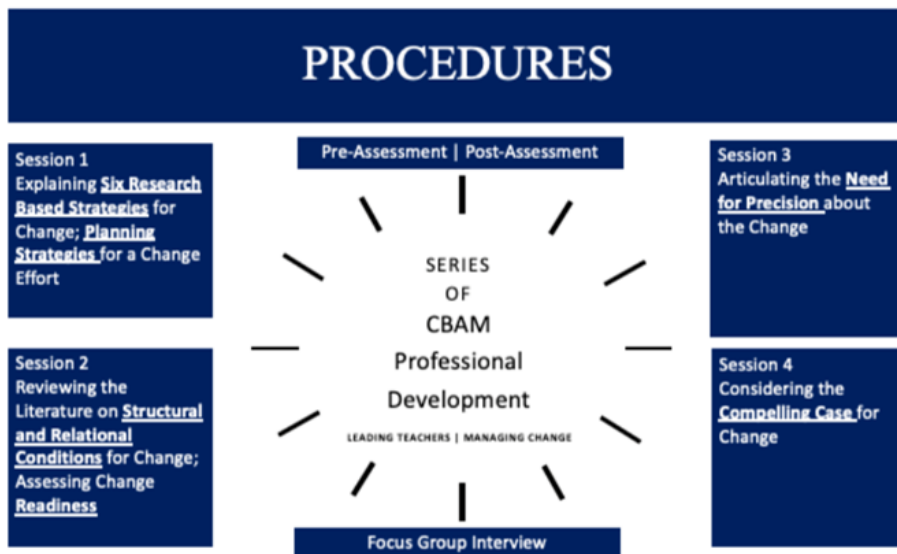 PROCEDURES
Session 1
Explaining Six Research
Based Strategies for
Change; Planning
Strategies for a Change
Effort
Session 2
Reviewing the
Literature on Structural
and Relational
Conditions for Change;
Assessing Change
Readiness
Pre-Assessment | Post-Assessment
SERIES
OF
CBAM
Professional
Development
LEADING TEACHERS | MANAGING CHANGE
Focus Group Interview
Session 3
Articulating the Need
for Precision about
the Change
Session 4
Considering the
Compelling Case for
Change